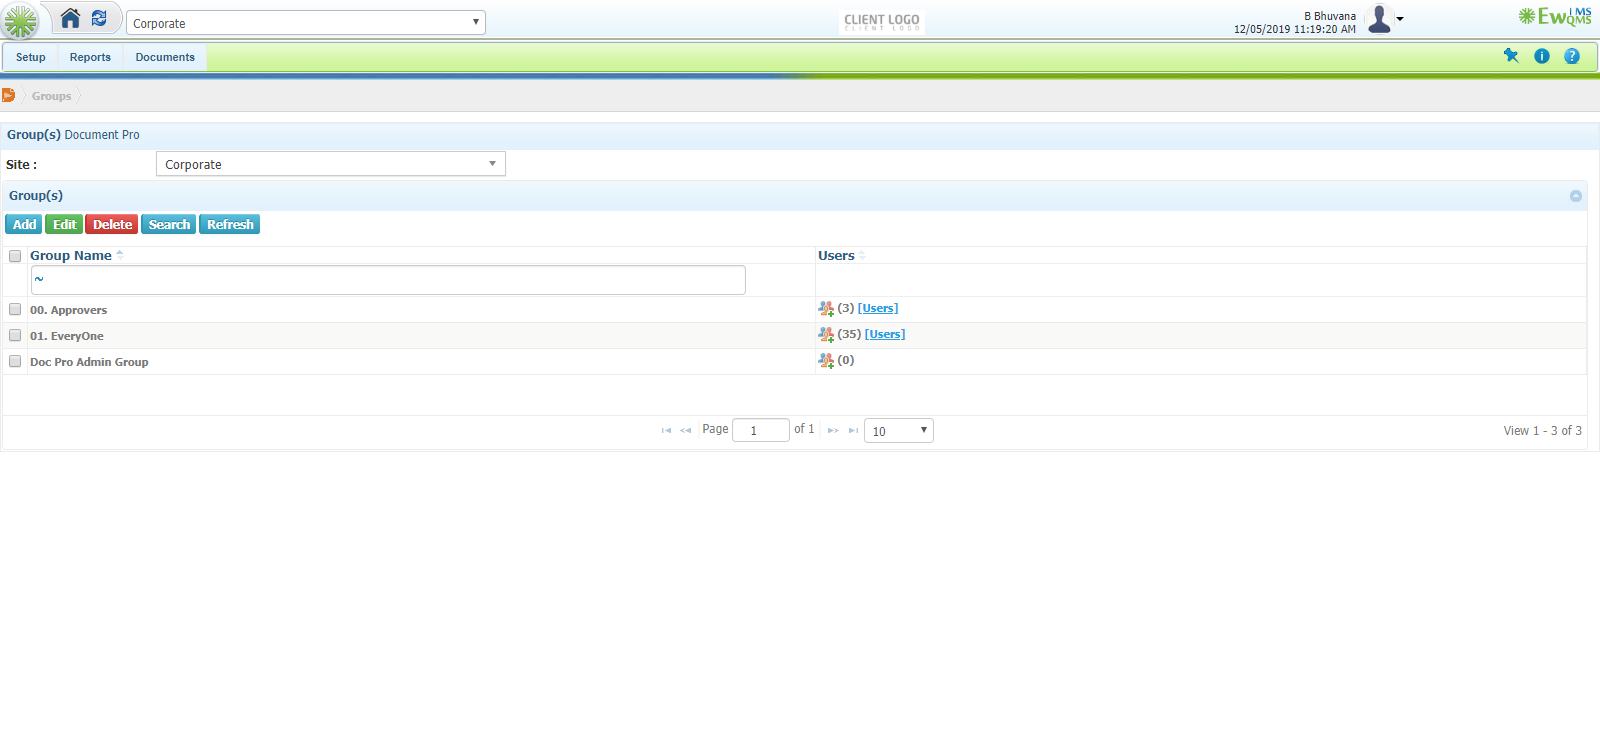 Corporate
CLIENT LOGO
CLIENT LOGO
B Bhuvana
12/05/2019 11:19:20 AM
EwQMS
IMS
Setup Reports Documents
Groups
Group(s) Document Pro
Site : Corporate
Group(s)
Add Edit Delete Search Refresh
Group Name Users
~
00. Approvers (3) [Users]
01. EveryOne (35) [Users]
Doc Pro Admin Group (0)
Page 1 of 1 10 View 1 - 3 of 3